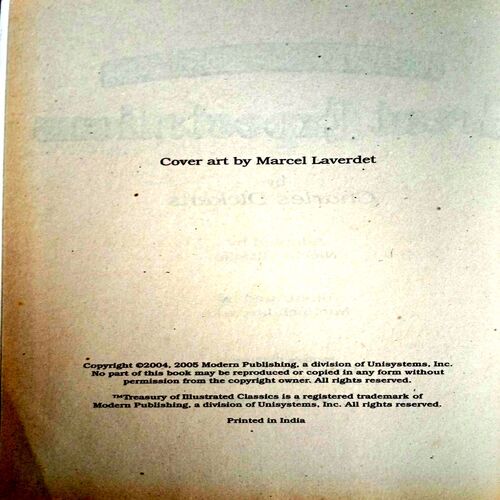 Cover art by Marcel Laverdet
Copyright ©2004, 2005 Modern Publishing, a division of Unisystems, Inc.
No part of this book may be reproduced or copied in any form without
permission from the copyright owner. All rights reserved.
™Treasury of Illustrated Classics is a registered trademark of
Modern Publishing, a division of Unisystems, Inc. All rights reserved.
Printed in India